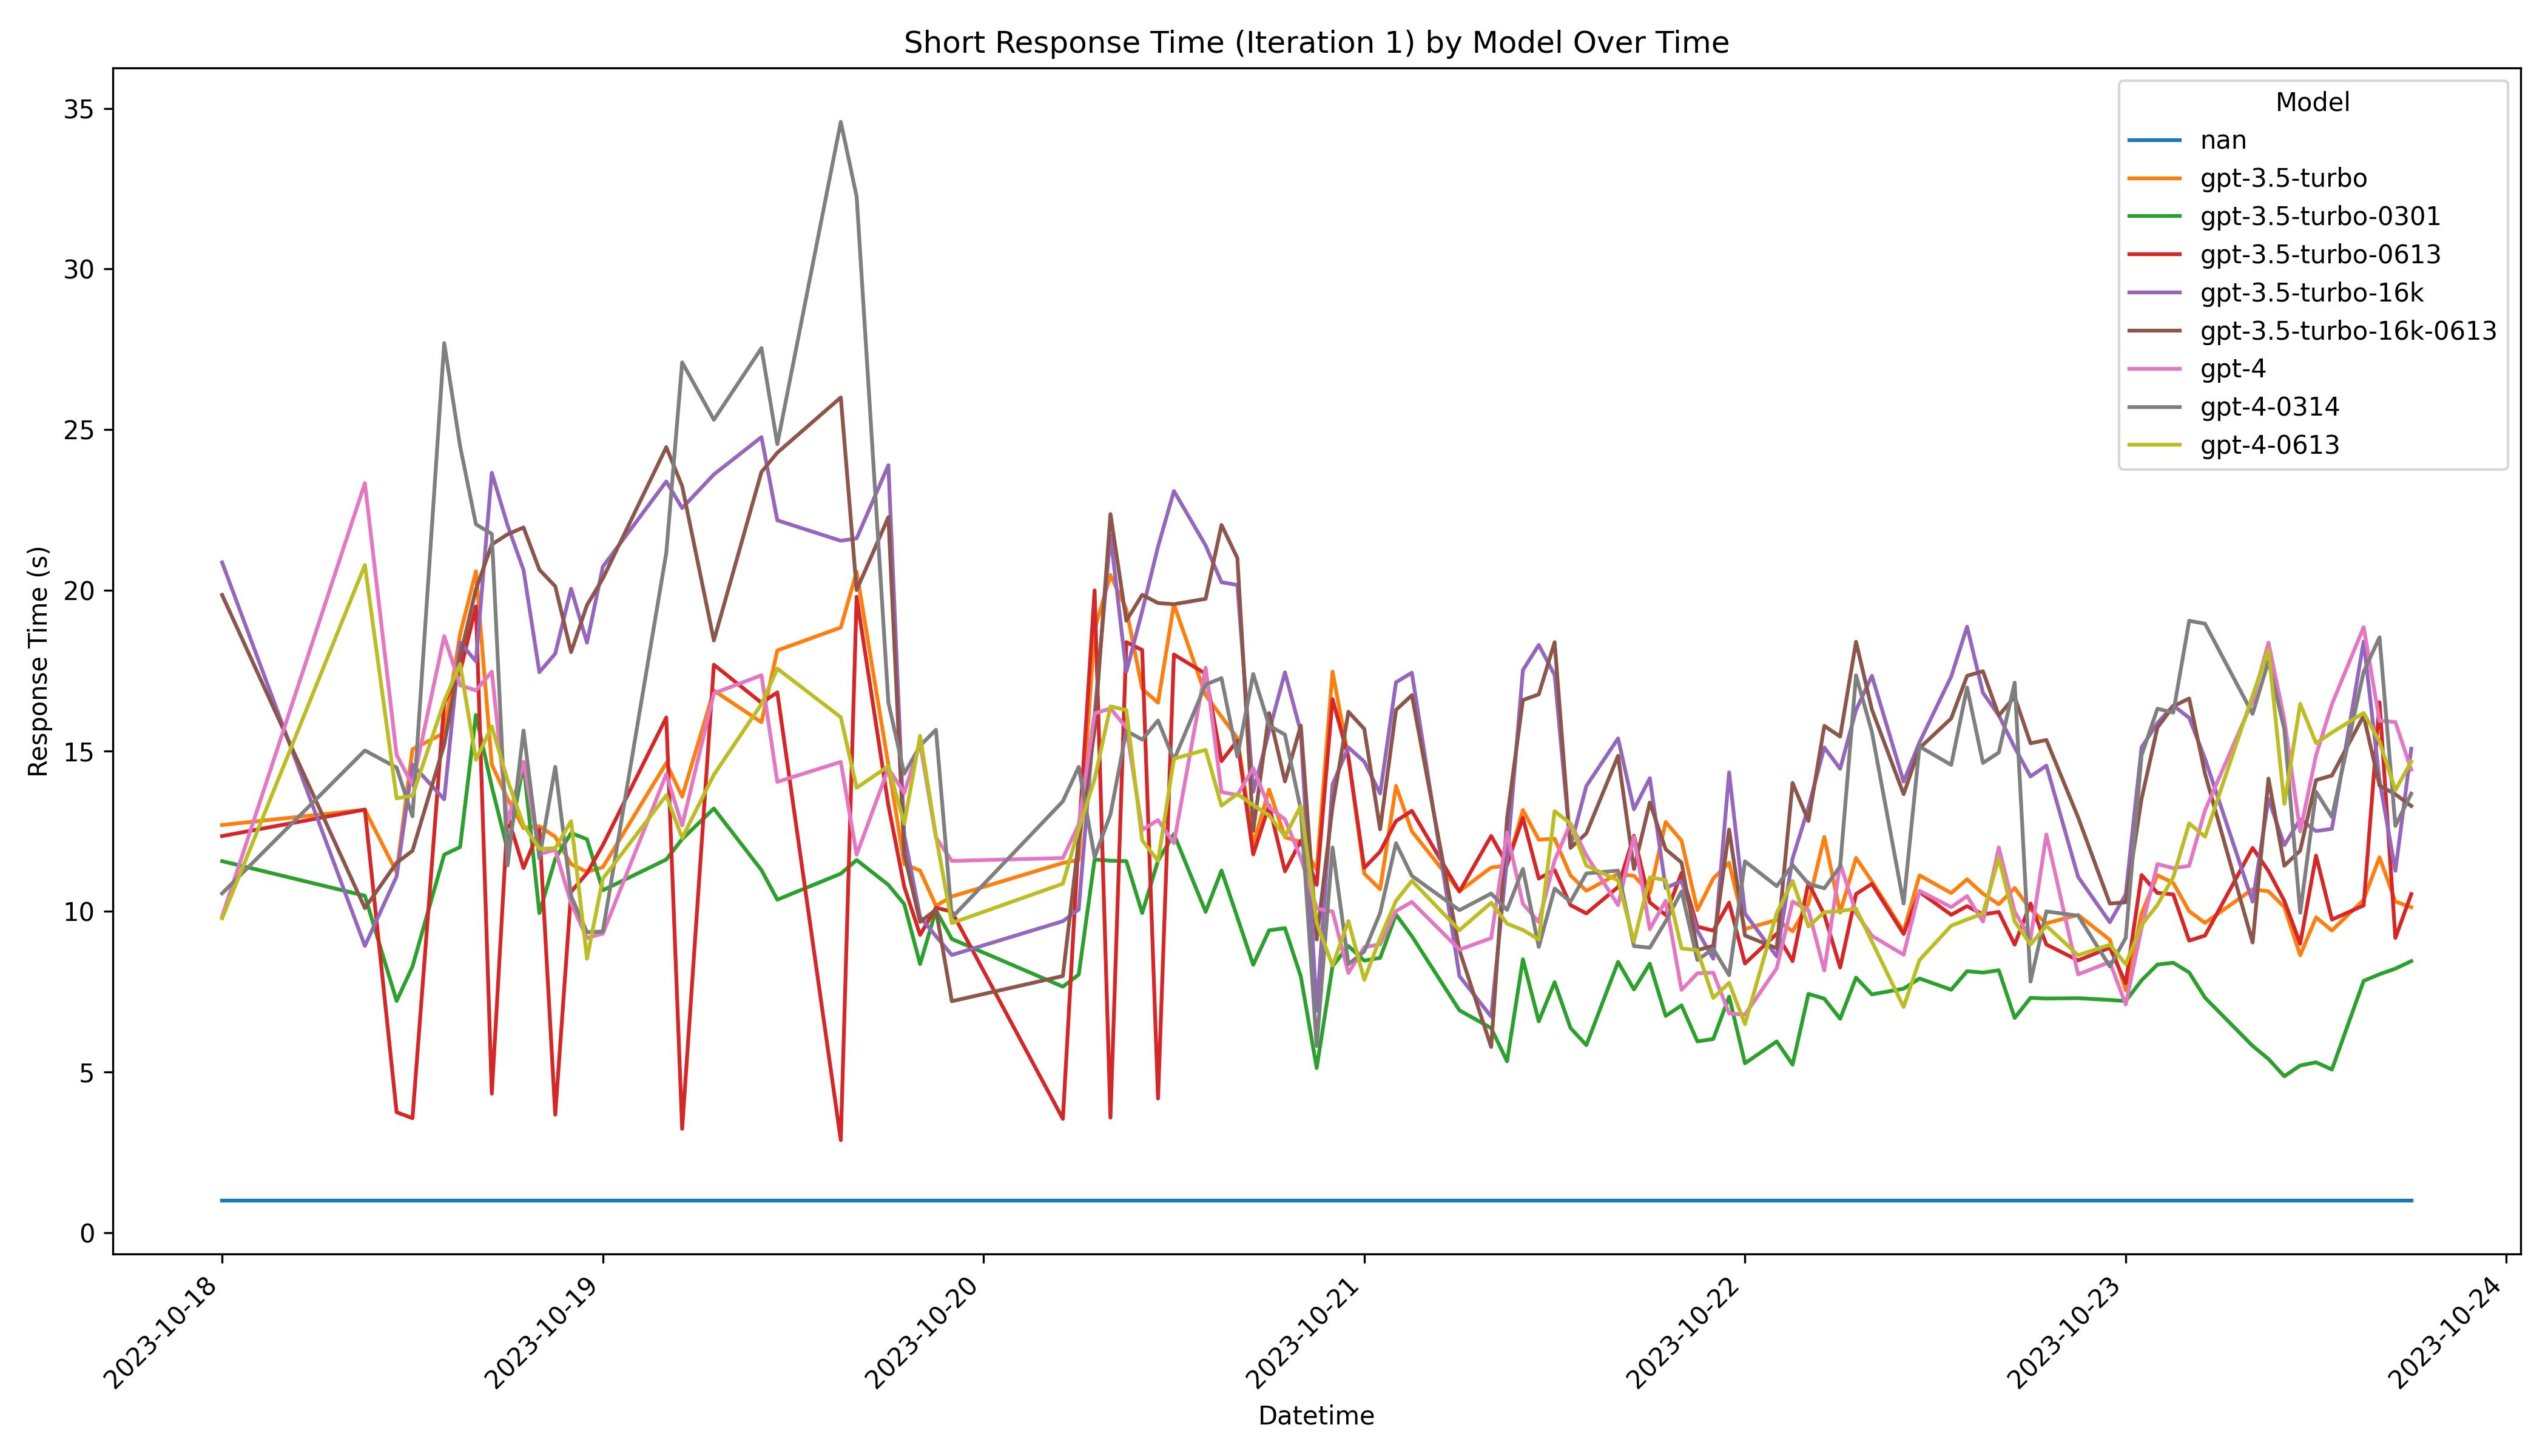 Short Response Time (Iteration 1) by Model Over Time
Model
nan
gpt-3.5-turbo
gpt-3.5-turbo-0301
gpt-3.5-turbo-0613
gpt-3.5-turbo-16k
gpt-3.5-turbo-16k-0613
gpt-4
gpt-4-0314
gpt-4-0613
Response Time (s)
35
30
25
20
15
10
5
0
2023-10-18
2023-10-19
2023-10-20
2023-10-21
2023-10-22
2023-10-23
2023-10-24
Datetime